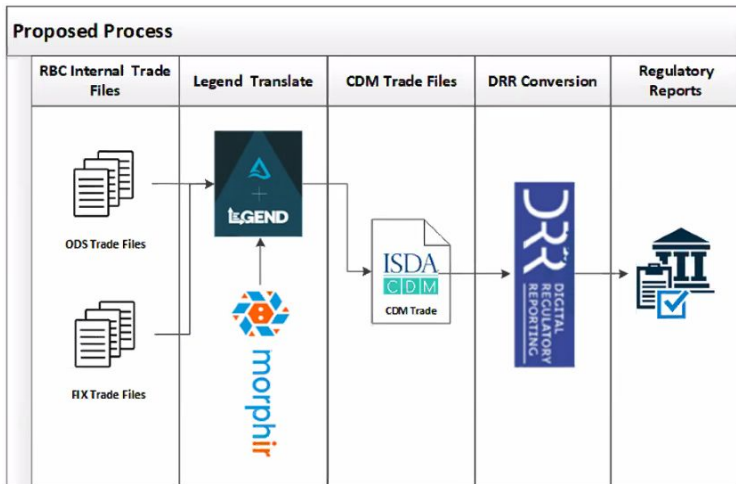 Proposed Process
RBC Internal Trade
Files
Legend Translate
CDM Trade Files
DRR Conversion
Regulatory
Reports
ODS Trade Files
FIX Trade Files
LEGEND
morphir
ISDA
CDM
CDM Trade
DRR
DIGITAL
REGULATORY
REPORTING